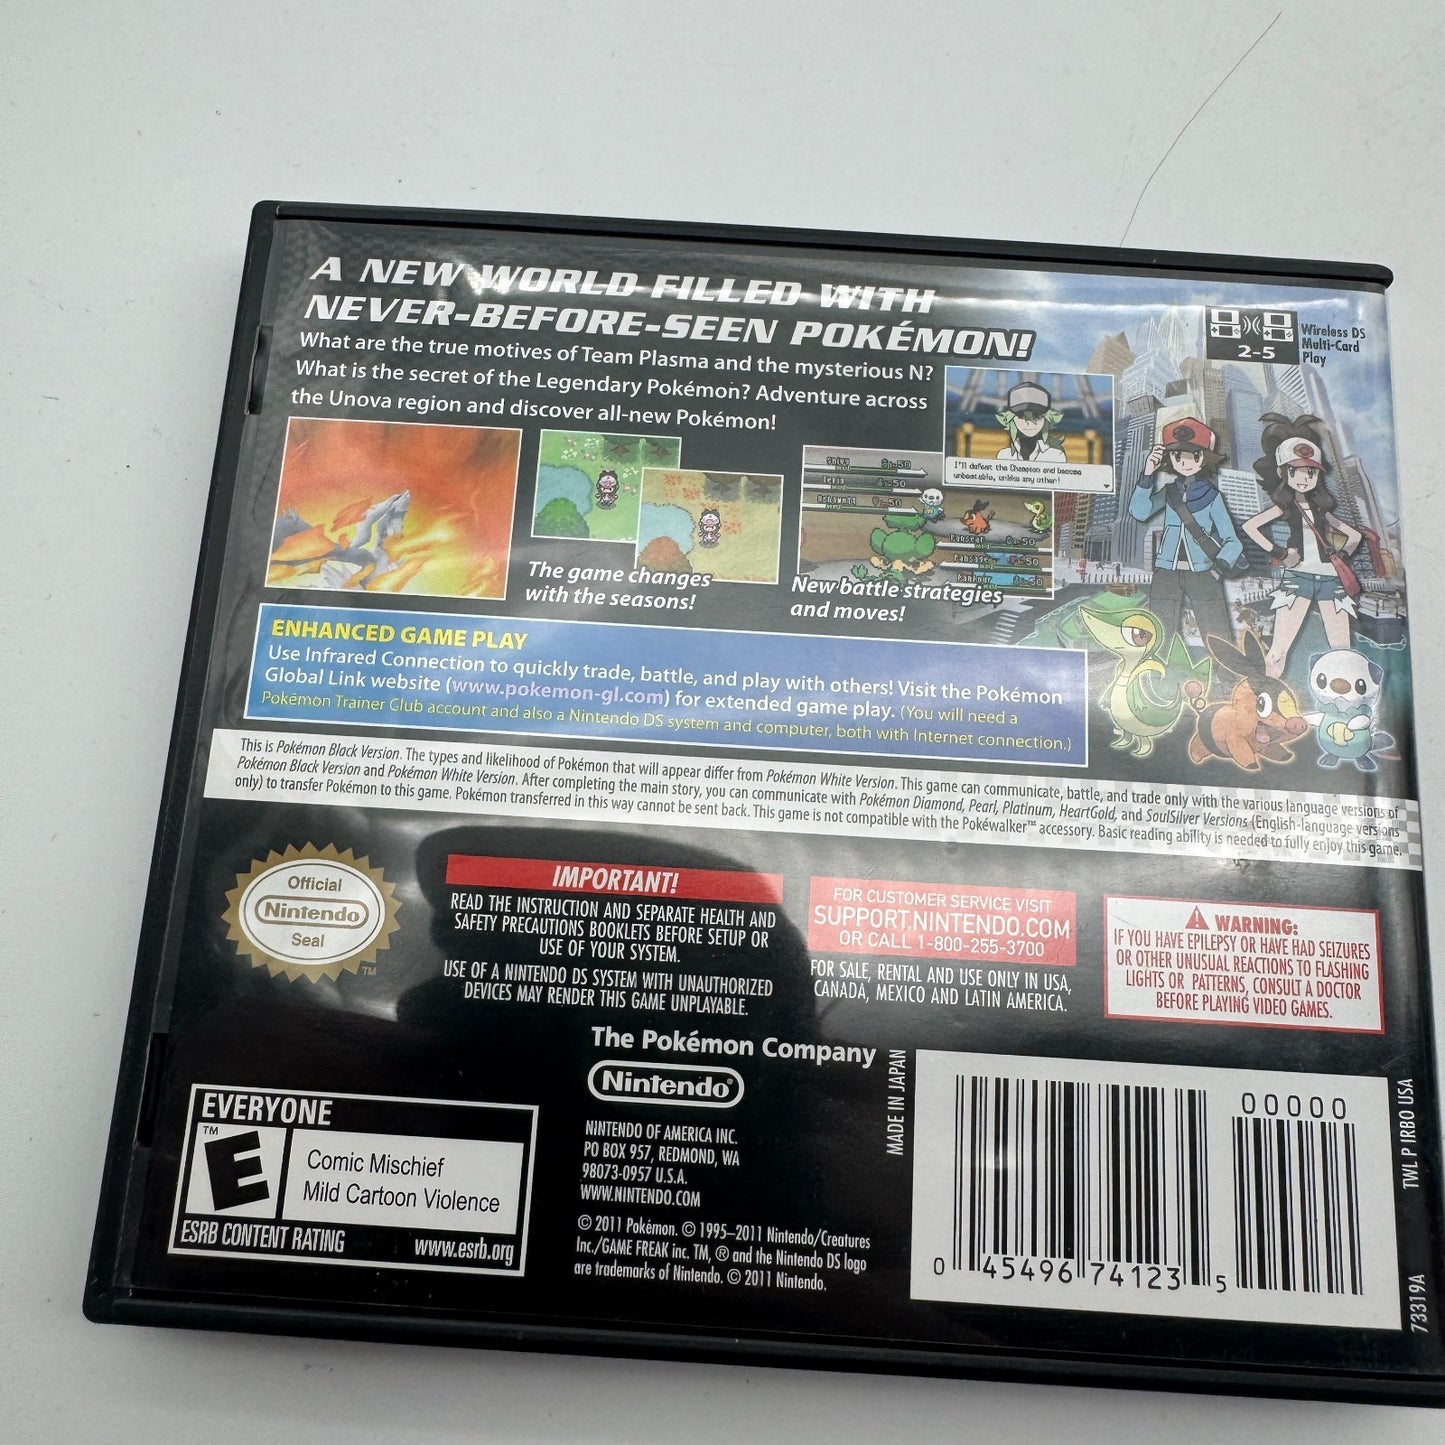 A NEW WORLD FILLED WITH
NEVER-BEFORE-SEEN POKÉMON!
What are the true motives of Team Plasma and the mysterious N?
What is the secret of the Legendary Pokémon? Adventure across
the Unova region and discover all-new Pokémon!
2-5
Wireless DS
Multi-Card
Play
I'll defeat the Champion and become
unbeatable, unlike any other!
The game changes
with the seasons!
New battle strategies
and moves!
ENHANCED GAME PLAY
Use Infrared Connection to quickly trade, battle, and play with others! Visit the Pokémon
Global Link website (www.pokemon-gl.com) for extended game play. (You will need a
Pokémon Trainer Club account and also a Nintendo DS system and computer, both with Internet connection.)
This is Pokémon Black Version. The types and likelihood of Pokémon that will appear differ from Pokémon White Version. This game can communicate, battle, and trade only with the various language versions of
Pokémon Black Version and Pokémon White Version. After completing the main story, you can communicate with Pokémon Diamond, Pearl, Platinum, HeartGold, and SoulSilver Versions (English-language versions
only) to transfer Pokémon to this game. Pokémon transferred in this way cannot be sent back. This game is not compatible with the Pokéwalker™ accessory. Basic reading ability is needed to fully enjoy this game.
Official
Nintendo
Seal
TM
IMPORTANT!
READ THE INSTRUCTION AND SEPARATE HEALTH AND
SAFETY PRECAUTIONS BOOKLETS BEFORE SETUP OR
USE OF YOUR SYSTEM.
USE OF A NINTENDO DS SYSTEM WITH UNAUTHORIZED
DEVICES MAY RENDER THIS GAME UNPLAYABLE.
FOR CUSTOMER SERVICE VISIT
SUPPORT.NINTENDO.COM
OR CALL 1-800-255-3700
FOR SALE, RENTAL AND USE ONLY IN USA,
CANADA, MEXICO AND LATIN AMERICA.
WARNING:
IF YOU HAVE EPILEPSY OR HAVE HAD SEIZURES
OR OTHER UNUSUAL REACTIONS TO FLASHING
LIGHTS OR PATTERNS, CONSULT A DOCTOR
BEFORE PLAYING VIDEO GAMES.
The Pokémon Company
Nintendo®
NINTENDO OF AMERICA INC.
PO BOX 957, REDMOND, WA
98073-0957 U.S.A.
WWW.NINTENDO.COM
© 2011 Pokémon. © 1995–2011 Nintendo/Creatures
Inc./GAME FREAK inc. TM, ® and the Nintendo DS logo
are trademarks of Nintendo. © 2011 Nintendo.
EVERYONE
TM
E
Comic Mischief
Mild Cartoon Violence
ESRB CONTENT RATING
www.esrb.org
MADE IN JAPAN
00000
0 45496 74123 5
TWL P IRBO USA
73319A